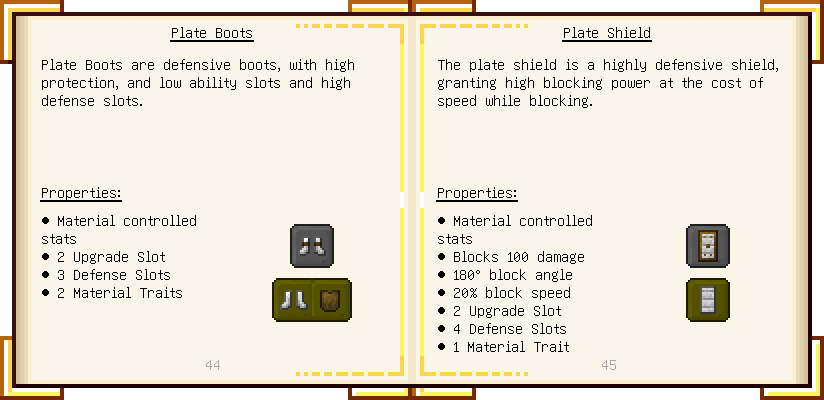 Plate Boots
Plate Boots are defensive boots, with high
protection, and low ability slots and high
defense slots.
Properties:
● Material controlled
stats
● 2 Upgrade Slot
● 3 Defense Slots
● 2 Material Traits
44
Plate Shield
The plate shield is a highly defensive shield,
granting high blocking power at the cost of
speed while blocking.
Properties:
● Material controlled
stats
● Blocks 100 damage
● 180° block angle
● 20% block speed
● 2 Upgrade Slot
● 4 Defense Slots
● 1 Material Trait
45